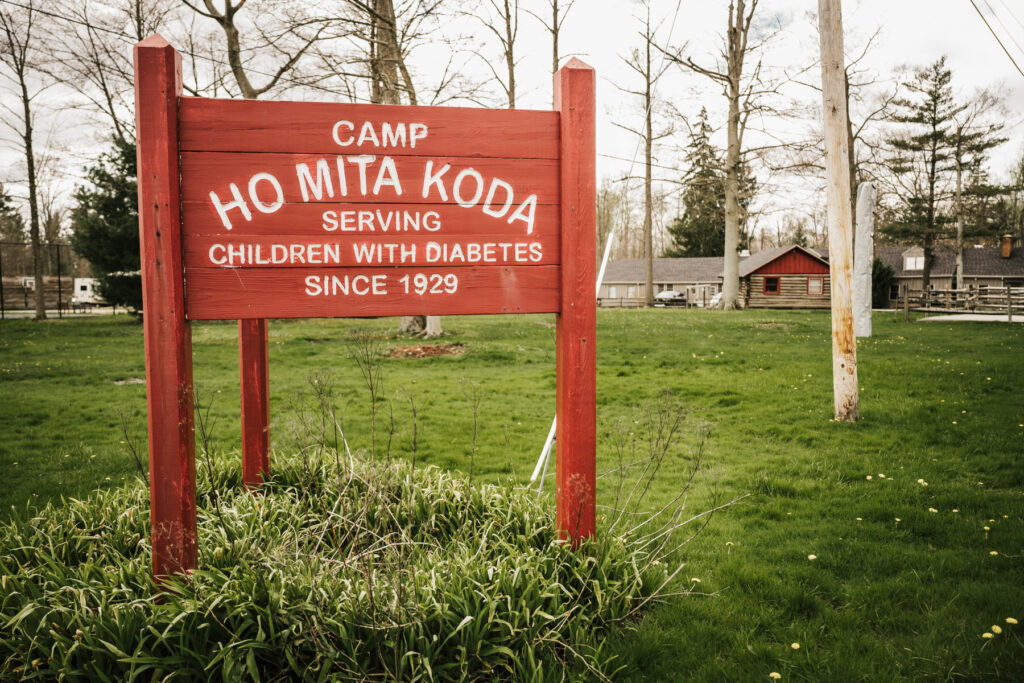 CAMP
HO MITA KODA
SERVING
CHILDREN WITH DIABETES
SINCE 1929